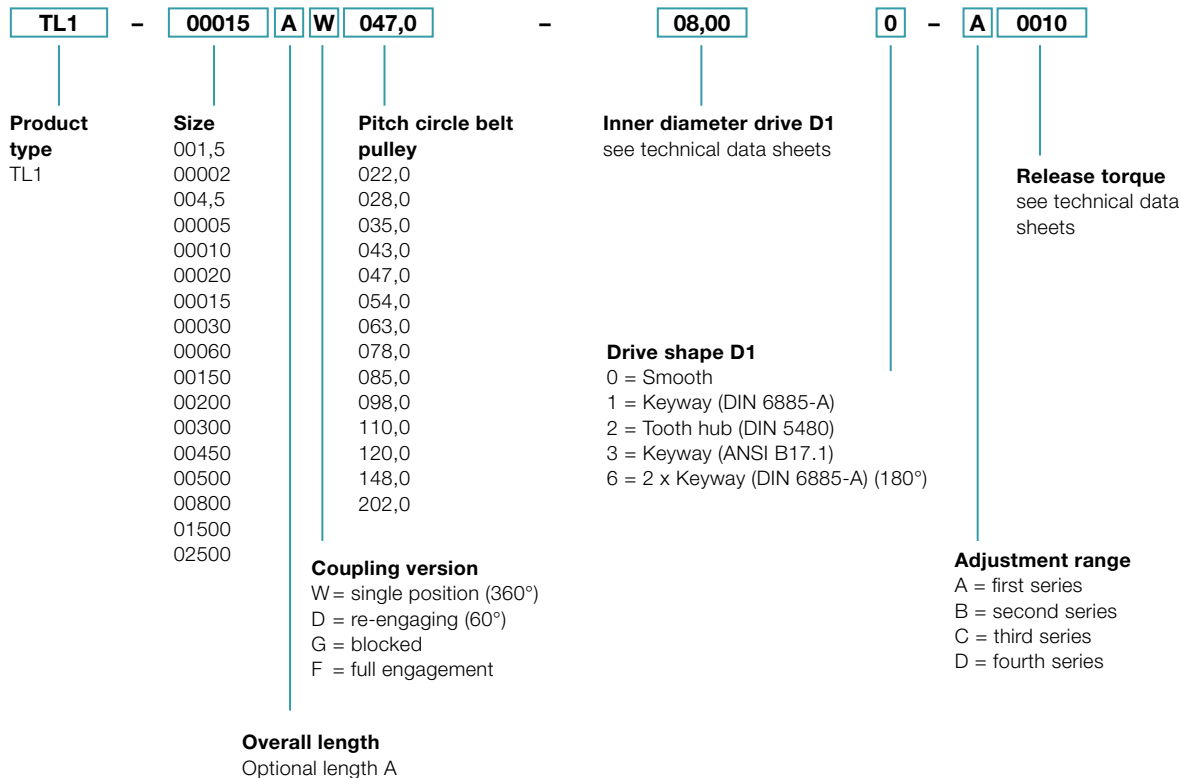 TL1 – 00015 A W 047,0 – 08,00 0 – A 0010
Product
type
TL1
Size
001,5
00002
004,5
00005
00010
00020
00015
00030
00060
00150
00200
00300
00450
00500
00800
01500
02500
Pitch circle belt
pulley
022,0
028,0
035,0
043,0
047,0
054,0
063,0
078,0
085,0
098,0
110,0
120,0
148,0
202,0
Inner diameter drive D1
see technical data sheets
Release torque
see technical data
sheets
Drive shape D1
0 = Smooth
1 = Keyway (DIN 6885-A)
2 = Tooth hub (DIN 5480)
3 = Keyway (ANSI B17.1)
6 = 2 x Keyway (DIN 6885-A) (180°)
Coupling version
W = single position (360°)
D = re-engaging (60°)
G = blocked
F = full engagement
Adjustment range
A = first series
B = second series
C = third series
D = fourth series
Overall length
Optional length A